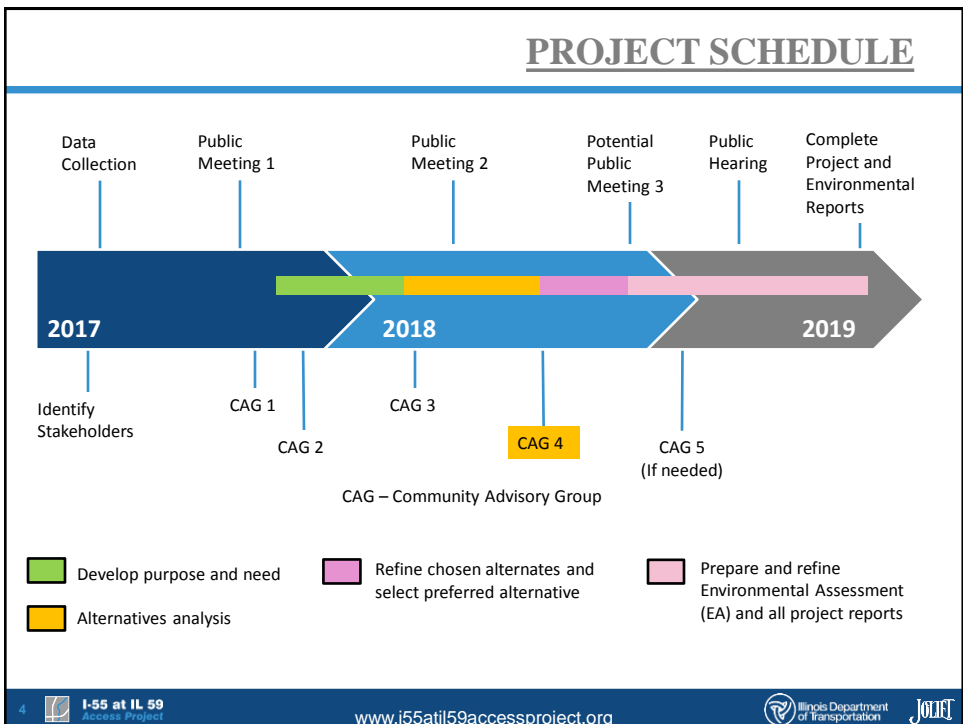 PROJECT SCHEDULE
Data
Collection
Public
Meeting 1
Public
Meeting 2
Potential
Public
Meeting 3
Public
Hearing
Complete
Project and
Environmental
Reports
2017
2018
2019
Identify
Stakeholders
CAG 1
CAG 2
CAG 3
CAG 4
CAG 5
(If needed)
CAG – Community Advisory Group
Develop purpose and need
Alternatives analysis
Refine chosen alternates and
select preferred alternative
Prepare and refine
Environmental Assessment
(EA) and all project reports
4
I-55 at IL 59
Access Project
www.i55atil59accessproject.org
Illinois Department
of Transportation
JOLIET